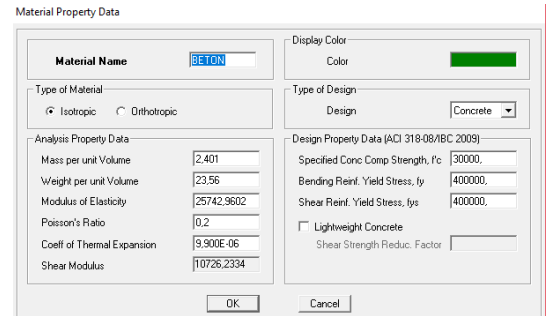 Material Property Data
Display Color
Material Name BETON
Color
Type of Material
Isotropic Orthotropic
Type of Design
Design Concrete
Analysis Property Data
Mass per unit Volume 2,401
Weight per unit Volume 23,56
Modulus of Elasticity 25742,9602
Poisson's Ratio 0,2
Coeff of Thermal Expansion 9,900E-06
Shear Modulus 10726,2334
Design Property Data (ACI 318-08/IBC 2009)
Specified Conc Comp Strength, f'c 30000,
Bending Reinf. Yield Stress, fy 400000,
Shear Reinf. Yield Stress, fys 400000,
Lightweight Concrete
Shear Strength Reduc. Factor
OK Cancel